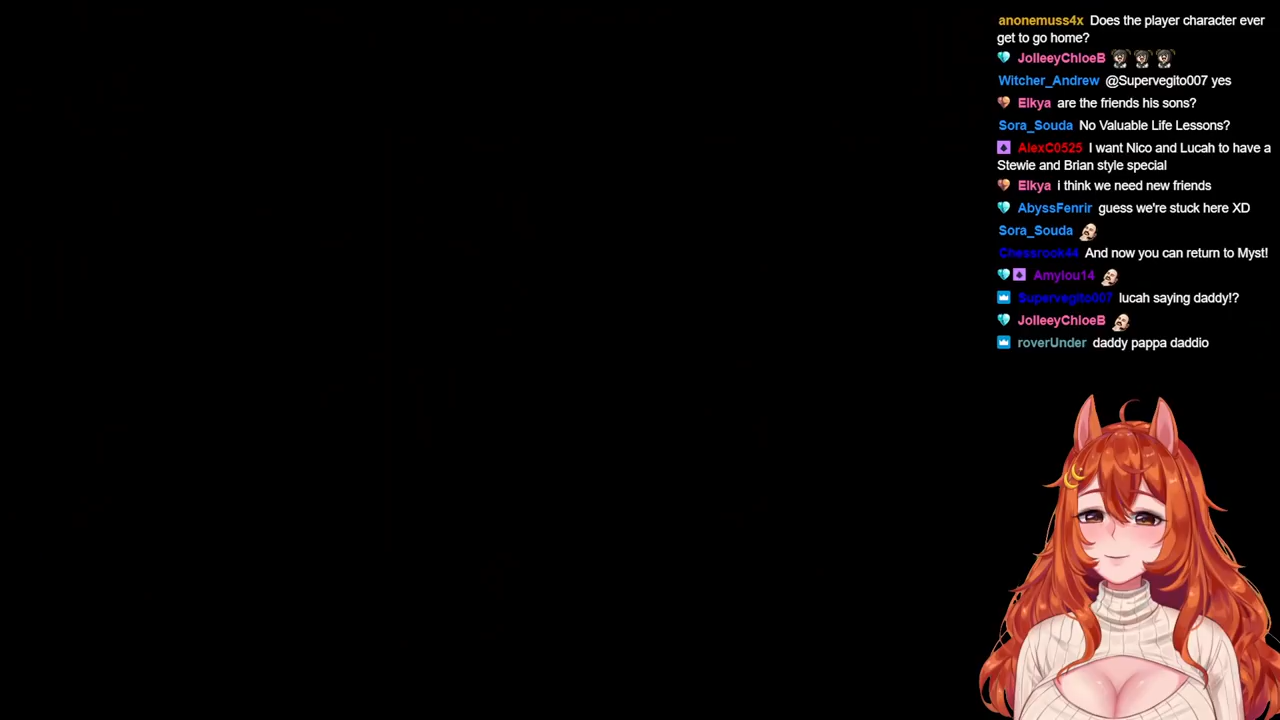 anonemuss4x Does the player character ever
get to go home?
JolleeyChloeB
Witcher_Andrew @Supervegito007 yes
Elkya are the friends his sons?
Sora_Souda No Valuable Life Lessons?
AlexC0525 I want Nico and Lucah to have a
Stewie and Brian style special
Elkya i think we need new friends
AbyssFenrir guess we're stuck here XD
Sora_Souda
Chessrook44 And now you can return to Myst!
Amylou14
Supervegito007 lucah saying daddy!?
JolleeyChloeB
roverUnder daddy pappa daddio